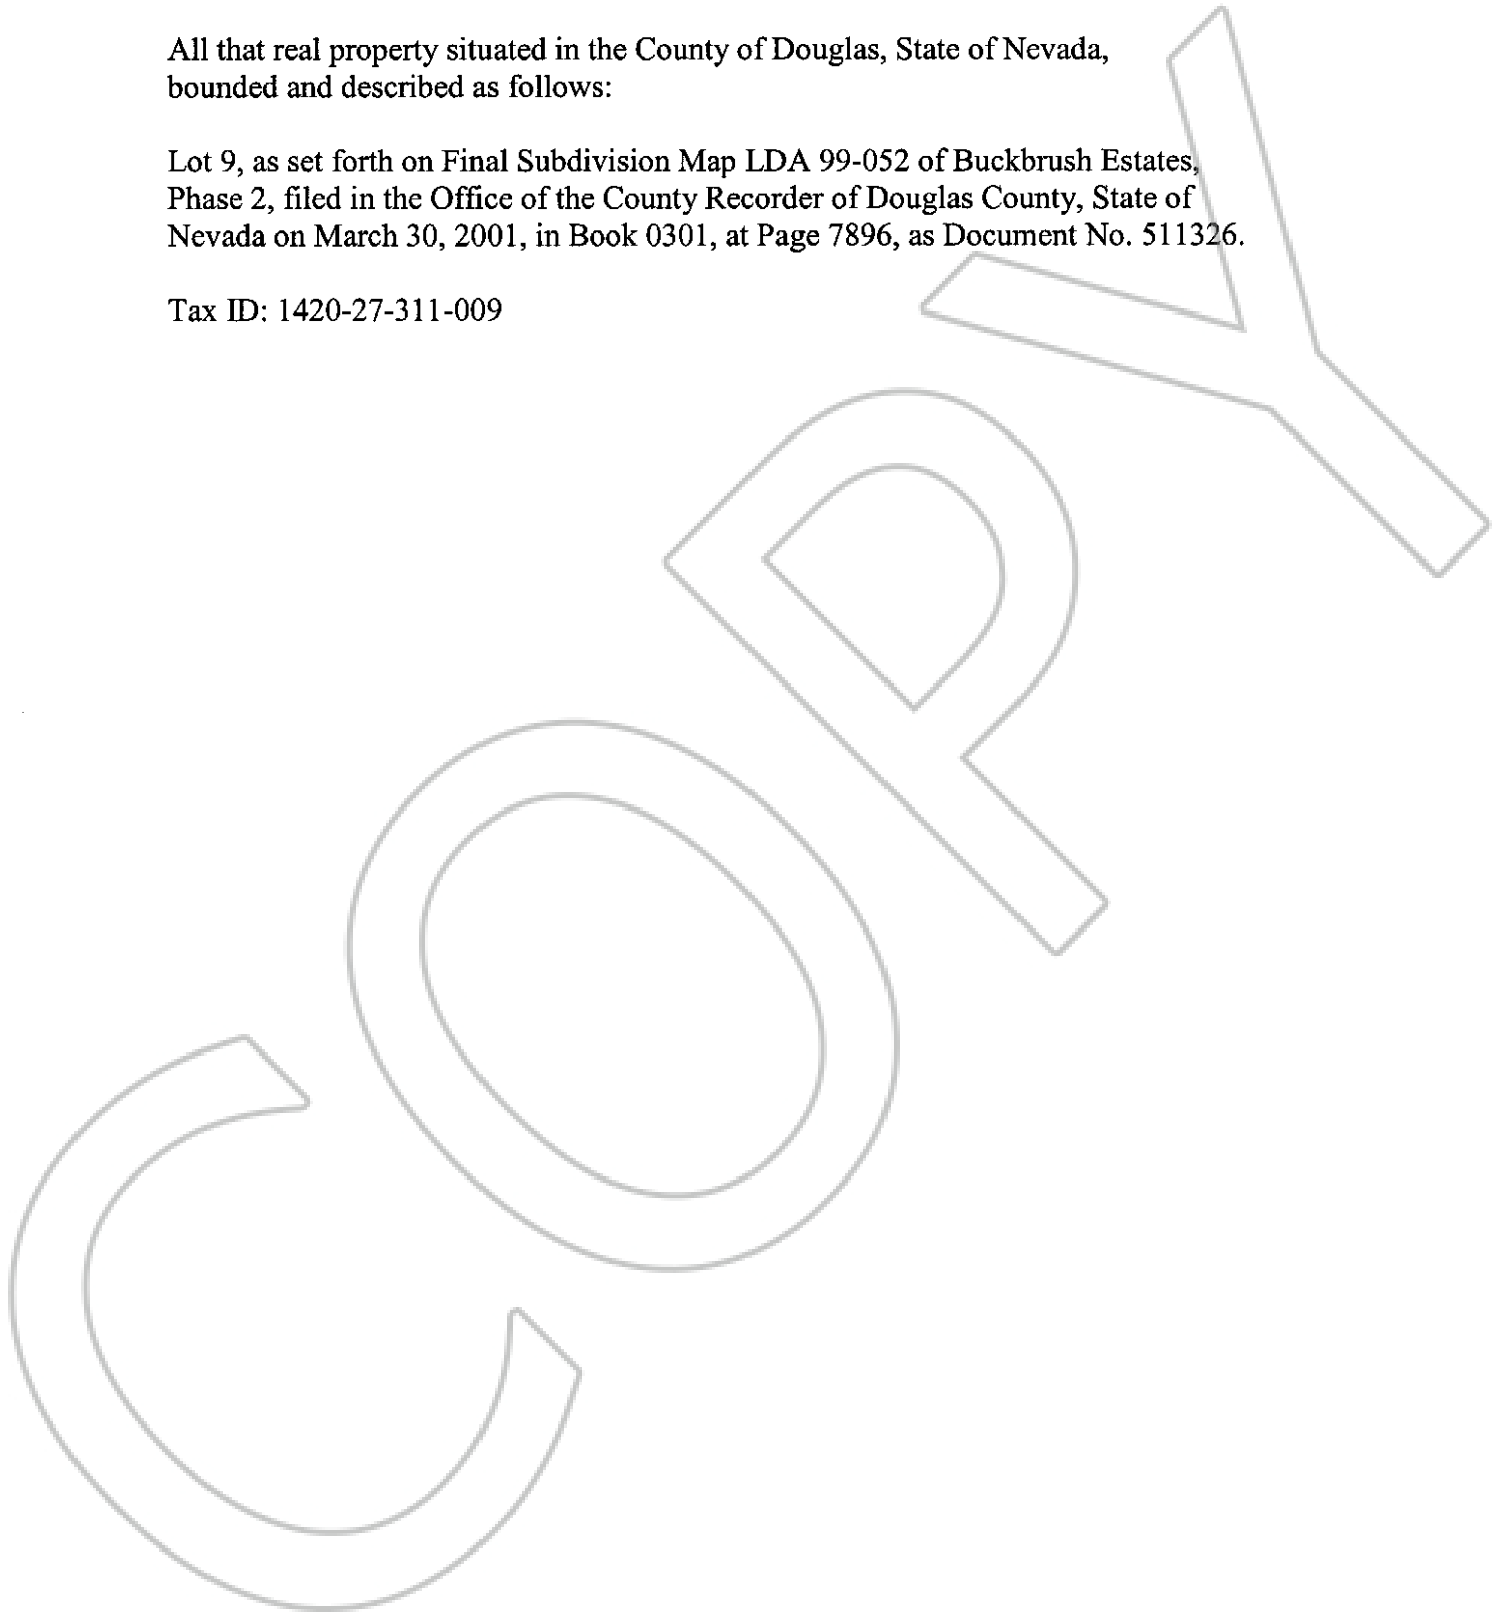 All that real property situated in the County of Douglas, State of Nevada,
bounded and described as follows:
Lot 9, as set forth on Final Subdivision Map LDA 99-052 of Buckbrush Estates,
Phase 2, filed in the Office of the County Recorder of Douglas County, State of
Nevada on March 30, 2001, in Book 0301, at Page 7896, as Document No. 511326.
Tax ID: 1420-27-311-009
COPY